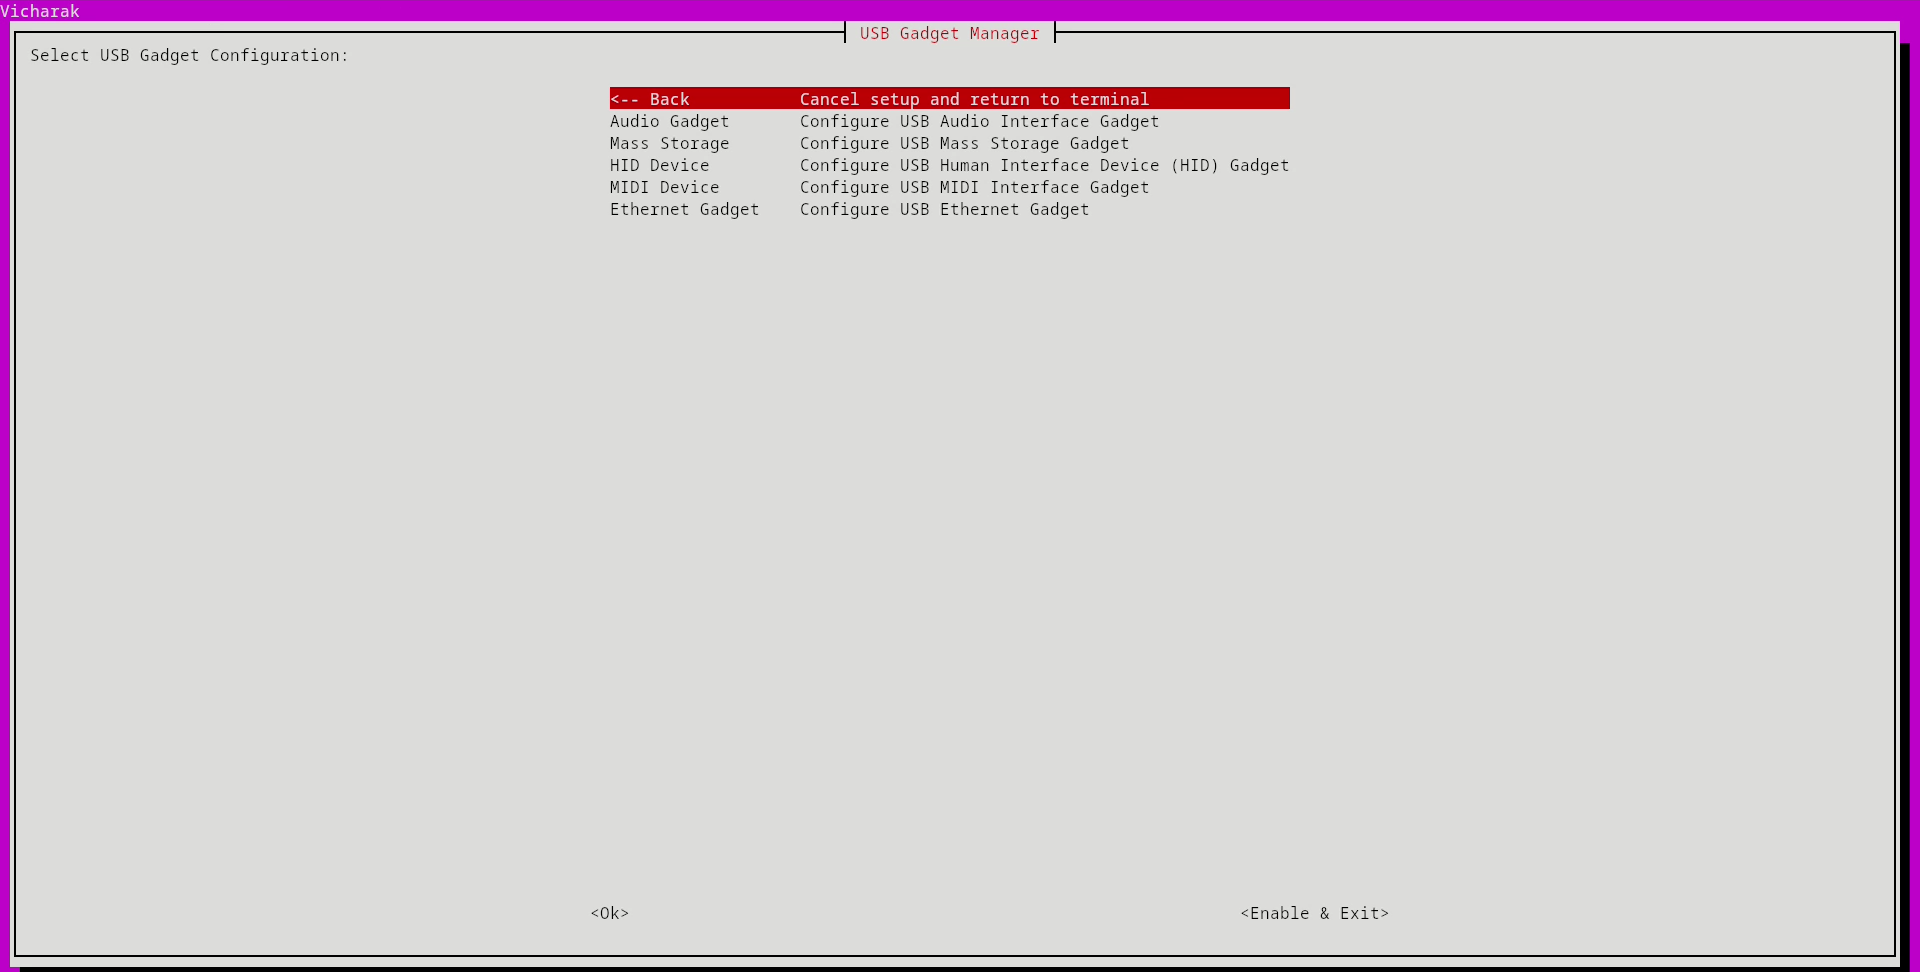 Vicharak
USB Gadget Manager
Select USB Gadget Configuration:
<-- Back Cancel setup and return to terminal
Audio Gadget Configure USB Audio Interface Gadget
Mass Storage Configure USB Mass Storage Gadget
HID Device Configure USB Human Interface Device (HID) Gadget
MIDI Device Configure USB MIDI Interface Gadget
Ethernet Gadget Configure USB Ethernet Gadget
<Ok> <Enable & Exit>